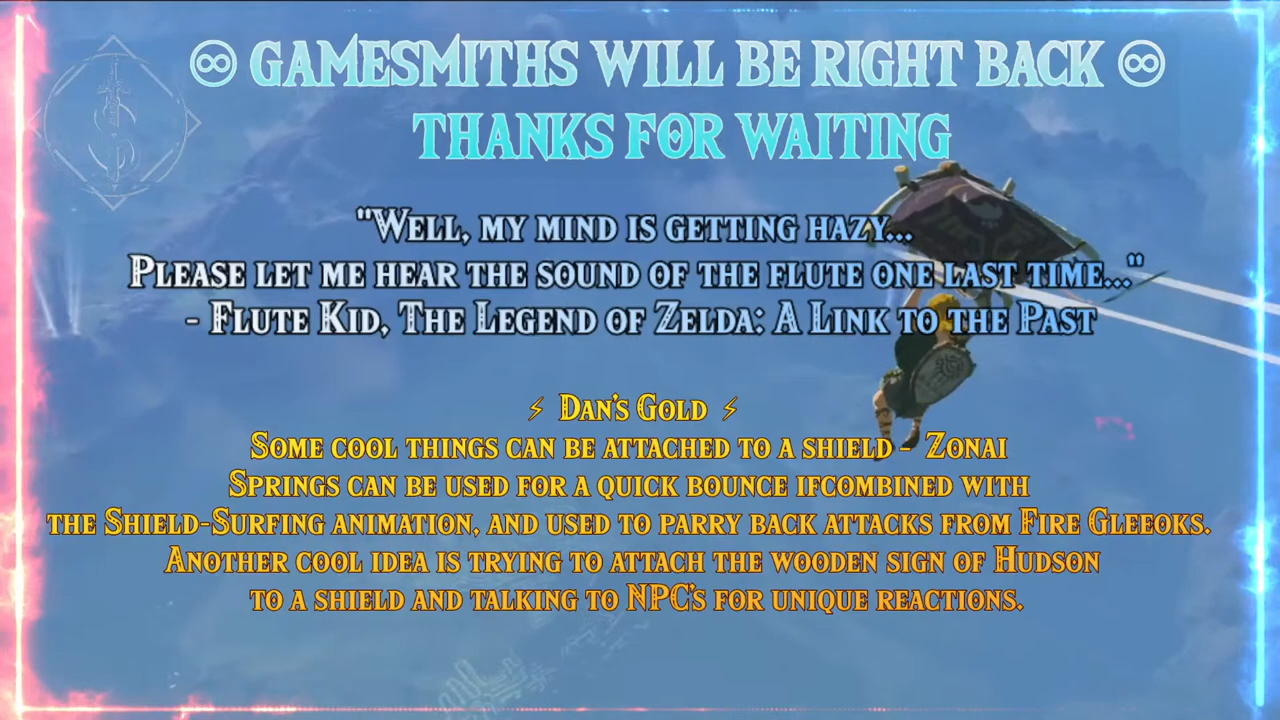 ♾ GAMESMITHS WILL BE RIGHT BACK ♾
THANKS FOR WAITING
"Well, my mind is getting hazy...
Please let me hear the sound of the flute one last time..."
- Flute Kid, The Legend of Zelda: A Link to the Past
⚡ Dan's Gold ⚡
Some cool things can be attached to a shield - Zonai
Springs can be used for a quick bounce ifcombined with
the Shield-Surfing animation, and used to parry back attacks from Fire Gleeoks.
Another cool idea is trying to attach the wooden sign of Hudson
to a shield and talking to NPC's for unique reactions.